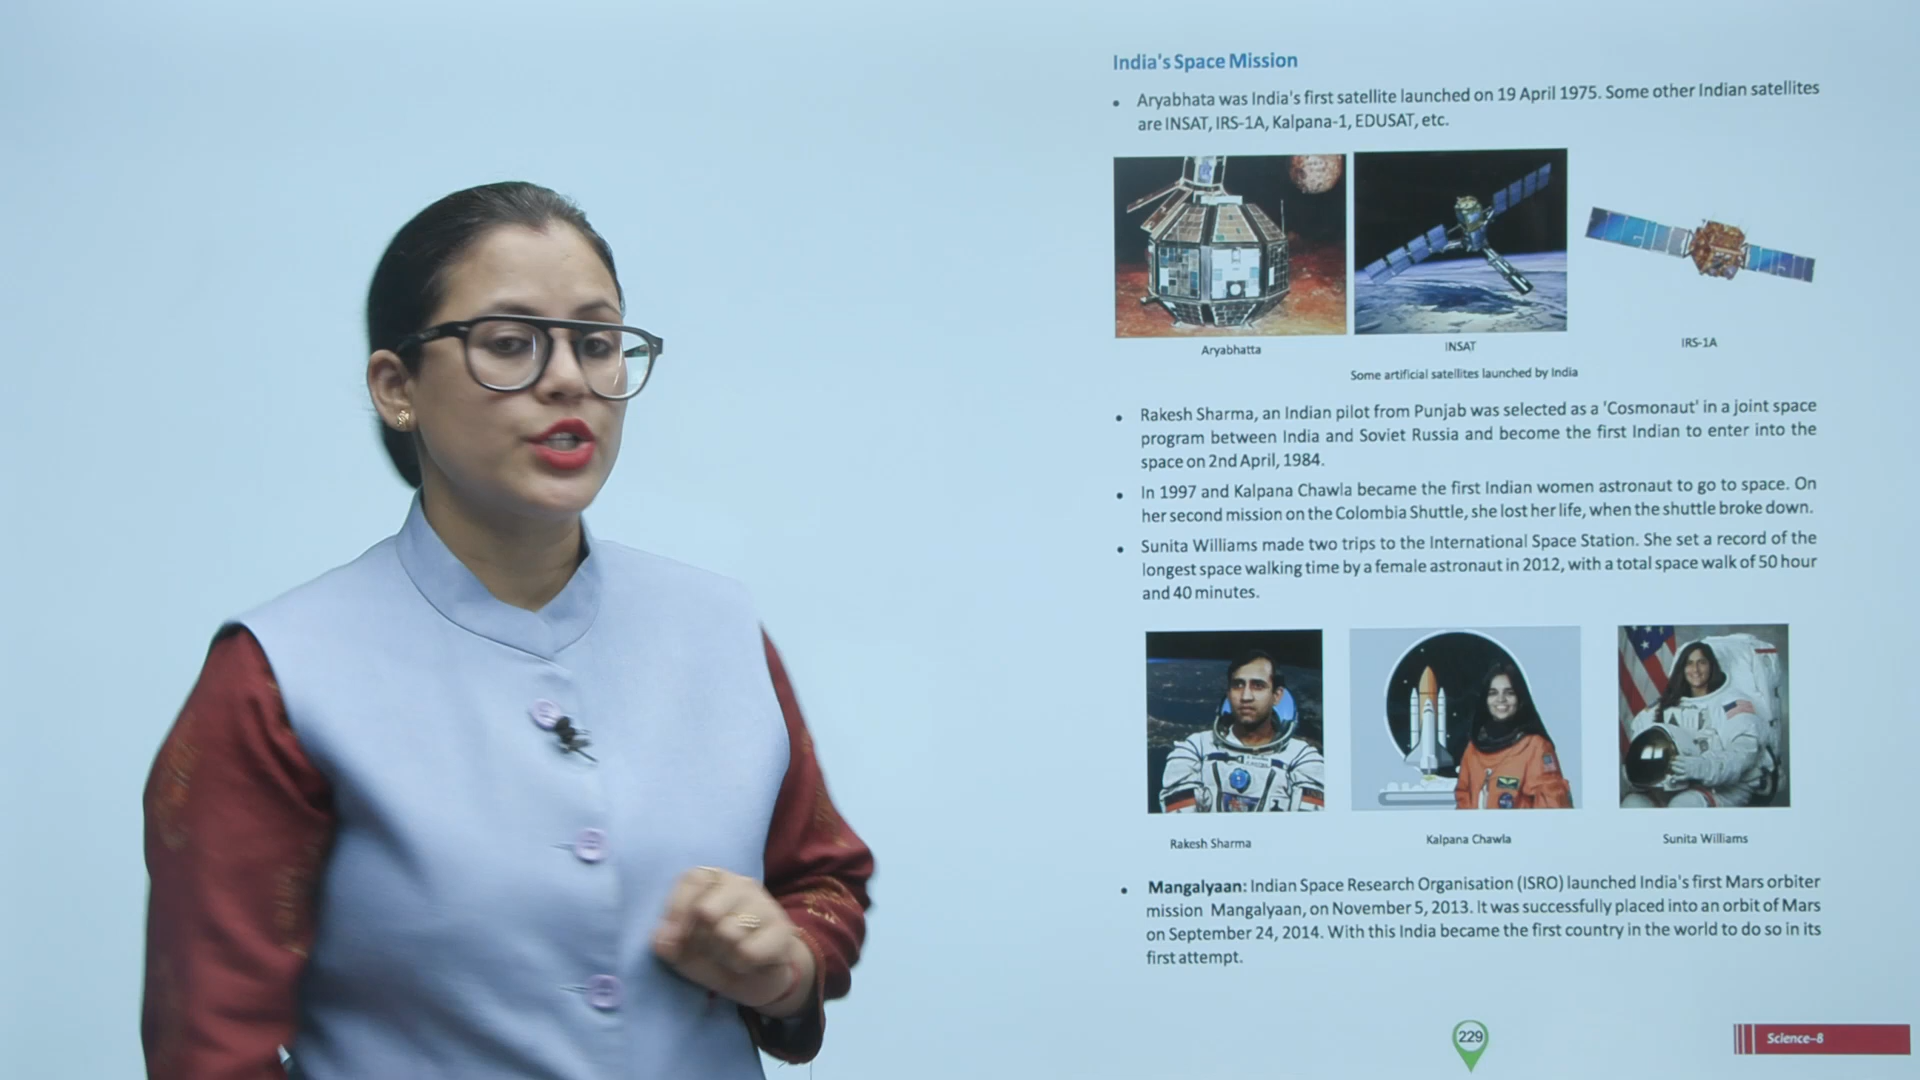 India's Space Mission
• Aryabhata was India's first satellite launched on 19 April 1975. Some other Indian satellites
are INSAT, IRS-1A, Kalpana-1, EDUSAT, etc.
Aryabhatta
INSAT
IRS-1A
Some artificial satellites launched by India
• Rakesh Sharma, an Indian pilot from Punjab was selected as a 'Cosmonaut' in a joint space
program between India and Soviet Russia and become the first Indian to enter into the
space on 2nd April, 1984.
• In 1997 and Kalpana Chawla became the first Indian women astronaut to go to space. On
her second mission on the Colombia Shuttle, she lost her life, when the shuttle broke down.
• Sunita Williams made two trips to the International Space Station. She set a record of the
longest space walking time by a female astronaut in 2012, with a total space walk of 50 hour
and 40 minutes.
Rakesh Sharma
Kalpana Chawla
Sunita Williams
• Mangalyaan: Indian Space Research Organisation (ISRO) launched India's first Mars orbiter
mission Mangalyaan, on November 5, 2013. It was successfully placed into an orbit of Mars
on September 24, 2014. With this India became the first country in the world to do so in its
first attempt.
229
Science–8